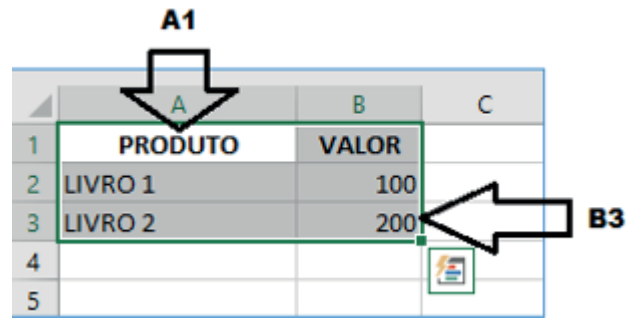 A1
A B C
1 PRODUTO VALOR
2 LIVRO 1 100
3 LIVRO 2 200
B3
4
5